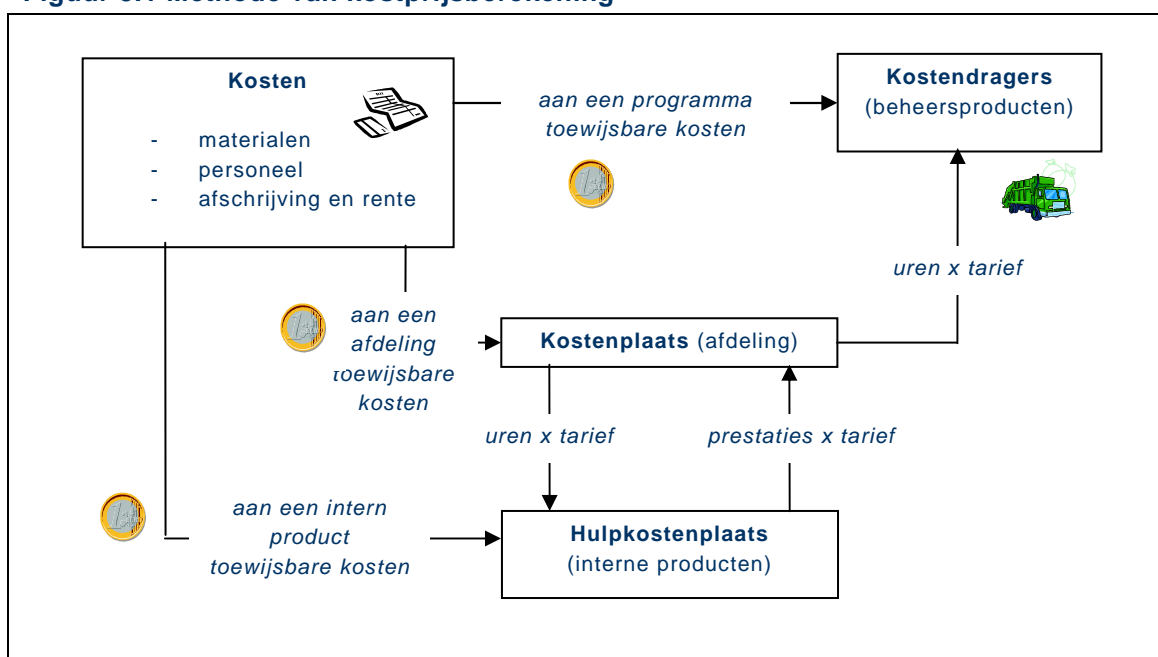 Kosten
- materialen
- personeel
- afschrijving en rente
aan een programma
toewijsbare kosten
Kostendragers
(beheersproducten)
uren x tarief
aan een
afdeling
toewijsbare
kosten
Kostenplaats (afdeling)
uren x tarief
prestaties x tarief
aan een intern
product
toewijsbare kosten
Hulpkostenplaats
(interne producten)